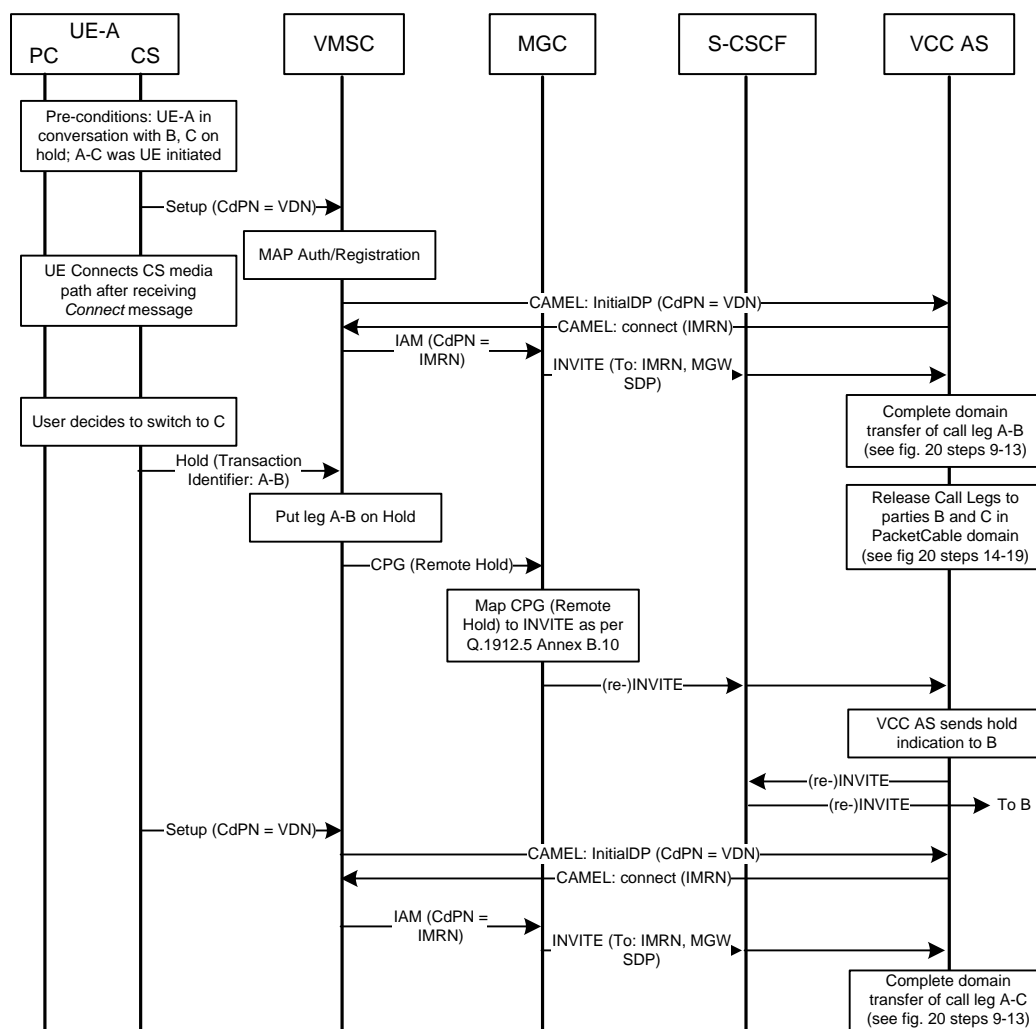 UE-A
PC CS
VMSC
MGC
S-CSCF
VCC AS
Pre-conditions: UE-A in
conversation with B, C on
hold; A-C was UE initiated
Setup (CdPN = VDN)
MAP Auth/Registration
UE Connects CS media
path after receiving
Connect message
CAMEL: InitialDP (CdPN = VDN)
CAMEL: connect (IMRN)
IAM (CdPN =
IMRN)
INVITE (To: IMRN, MGW
SDP)
User decides to switch to C
Complete domain
transfer of call leg A-B
(see fig. 20 steps 9-13)
Hold (Transaction
Identifier: A-B)
Put leg A-B on Hold
Release Call Legs to
parties B and C in
PacketCable domain
(see fig 20 steps 14-19)
CPG (Remote Hold)
Map CPG (Remote
Hold) to INVITE as per
Q.1912.5 Annex B.10
(re-)INVITE
VCC AS sends hold
indication to B
(re-)INVITE
(re-)INVITE
To B
Setup (CdPN = VDN)
CAMEL: InitialDP (CdPN = VDN)
CAMEL: connect (IMRN)
IAM (CdPN =
IMRN)
INVITE (To: IMRN, MGW
SDP)
Complete domain
transfer of call leg A-C
(see fig. 20 steps 9-13)